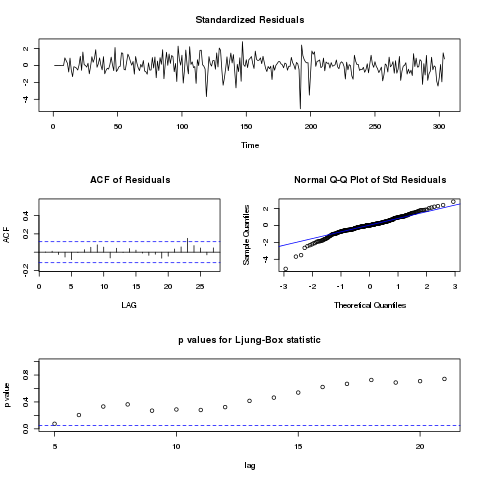 Standardized Residuals
2
0
-2
-4
0 50 100 150 200 250 300
Time
ACF of Residuals
ACF
0.4
0.2
-0.2
0 5 10 15 20 25
LAG
Normal Q-Q Plot of Std Residuals
Sample Quantiles
2
0
-2
-4
-3 -2 -1 0 1 2 3
Theoretical Quantiles
p values for Ljung-Box statistic
p value
0.8
0.4
0.0
5 10 15 20
lag